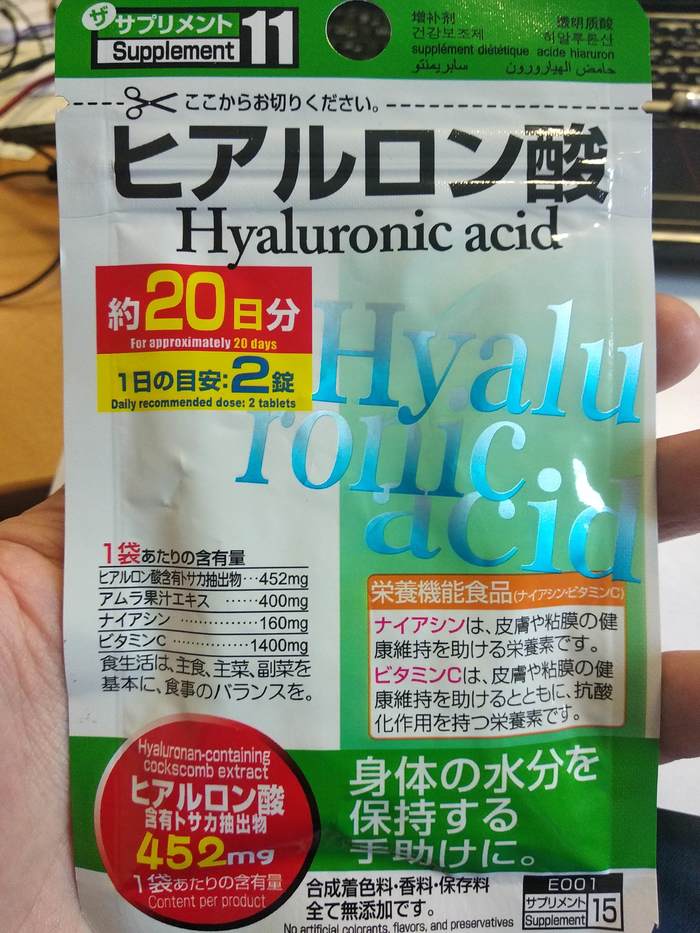 ザ サプリメント 11
Supplement
增补剂 透明质酸
건강보조제 히알루론산
supplément diététique acide hiaruron
سابريمنتو حامض الهيارورون
ここからお切りください。
ヒアルロン酸
Hyaluronic acid
約20日分
For approximately 20 days
1日の目安:2錠
Daily recommended dose: 2 tablets
Hyalu
ronic
acid
1袋あたりの含有量
ヒアルロン酸含有トサカ抽出物…452mg
アムラ果汁エキス ……400mg
ナイアシン ……………160mg
ビタミンC ……………1400mg
食生活は、主食、主菜、副菜を
基本に、食事のバランスを。
栄養機能食品(ナイアシン・ビタミンC)
ナイアシンは、皮膚や粘膜の健
康維持を助ける栄養素です。
ビタミンCは、皮膚や粘膜の健
康維持を助けるとともに、抗酸
化作用を持つ栄養素です。
Hyaluronan-containing
cockscomb extract
ヒアルロン酸
含有トサカ抽出物
452mg
1袋あたりの含有量
Content per product
身体の水分を
保持する
手助けに。
合成着色料・香料・保存料
全て無添加です。
No artificial colorants, flavors, and preservatives
E001
サプリメント 15
Supplement